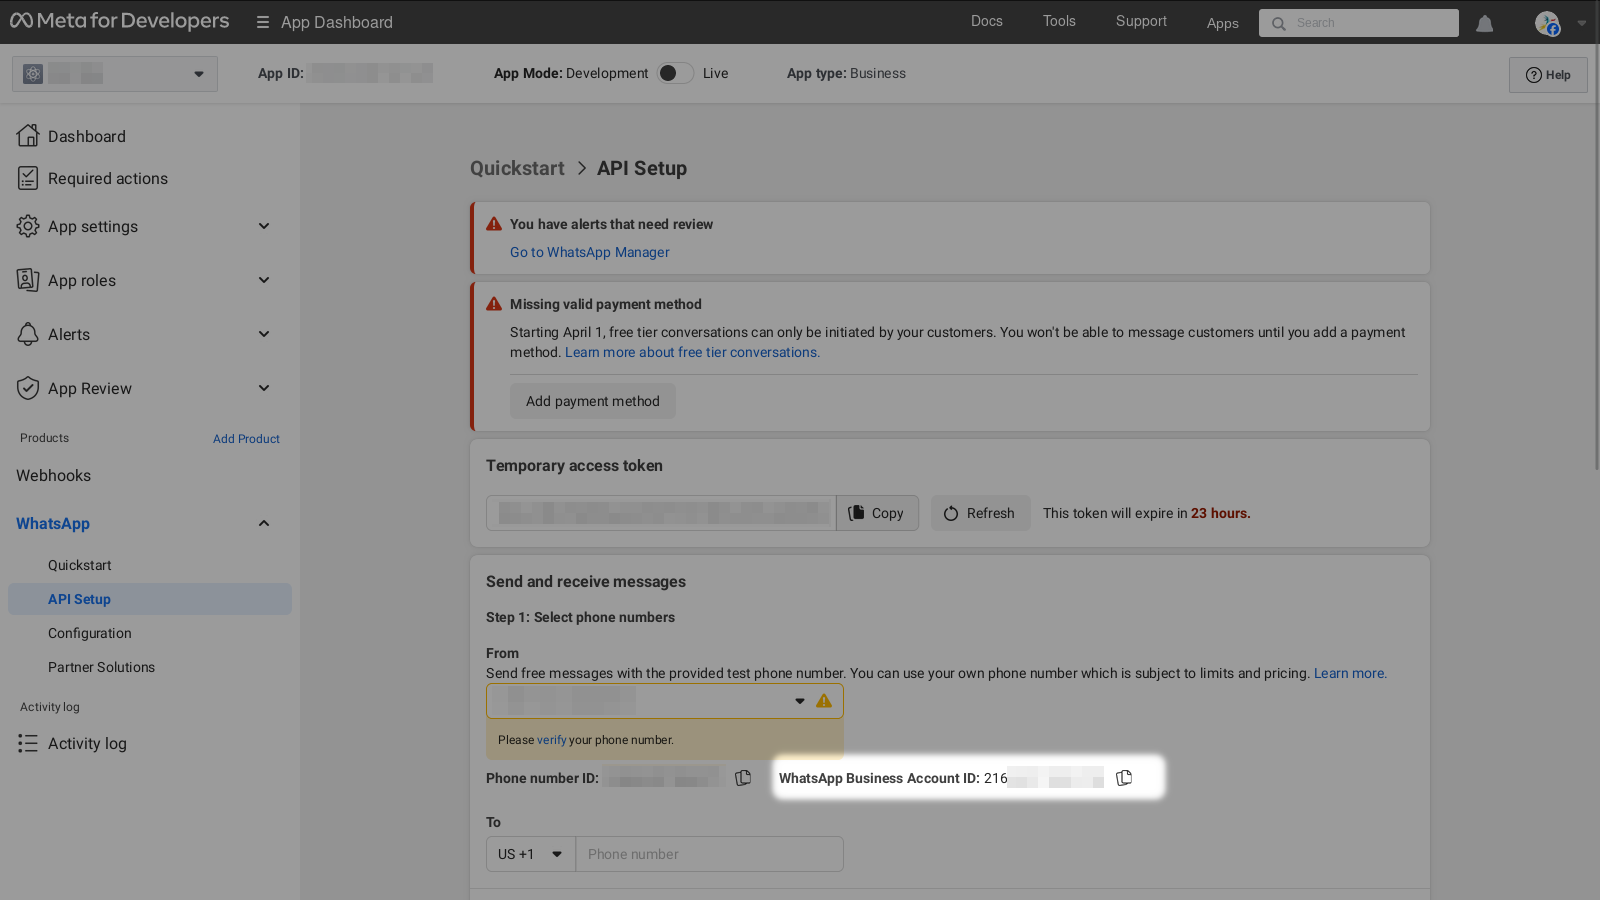 Meta for Developers
App Dashboard
Docs
Tools
Support
Apps
Search
App ID:
App Mode: Development
Live
App type: Business
Help
Dashboard
Required actions
App settings
App roles
Alerts
App Review
Products
Add Product
Webhooks
WhatsApp
Quickstart
API Setup
Configuration
Partner Solutions
Activity log
Activity log
Quickstart > API Setup
You have alerts that need review
Go to WhatsApp Manager
Missing valid payment method
Starting April 1, free tier conversations can only be initiated by your customers. You won't be able to message customers until you add a payment
method. Learn more about free tier conversations.
Add payment method
Temporary access token
Copy
Refresh
This token will expire in 23 hours.
Send and receive messages
Step 1: Select phone numbers
From
Send free messages with the provided test phone number. You can use your own phone number which is subject to limits and pricing. Learn more.
Please verify your phone number.
Phone number ID:
WhatsApp Business Account ID: 216
To
US +1
Phone number